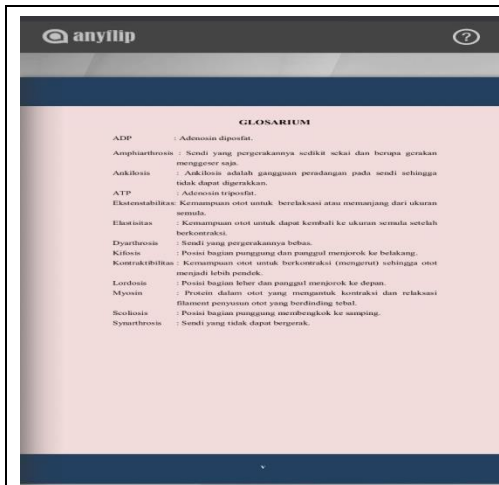 anyflip
?
GLOSARIUM
ADP : Adenosin diposfat.
Amphiarthrosis : Sendi yang pergerakannya sedikit sekai dan berupa gerakan
menggeser saja.
Ankilosis : Ankilosis adalah gangguan peradangan pada sendi sehingga
tidak dapat digerakkan.
ATP : Adenosin triposfat.
Ekstenstabilitas: Kemampuan otot untuk berelaksasi atau memanjang dari ukuran
semula.
Elastisitas : Kemampuan otot untuk dapat kembali ke ukuran semula setelah
berkontraksi.
Dyarthrosis : Sendi yang pergerakannya bebas.
Kifosis : Posisi bagian punggung dan panggul menjorok ke belakang.
Kontraktibilitas : Kemampuan otot untuk berkontraksi (mengerut) sehingga otot
menjadi lebih pendek.
Lordosis : Posisi bagian leher dan panggul menjorok ke depan.
Myosin : Protein dalam otot yang mengantuk kontraksi dan relaksasi
filament penyusun otot yang berdinding tebal.
Scoliosis : Posisi bagian punggung membengkok ke samping.
Synarthrosis : Sendi yang tidak dapat bergerak.
v